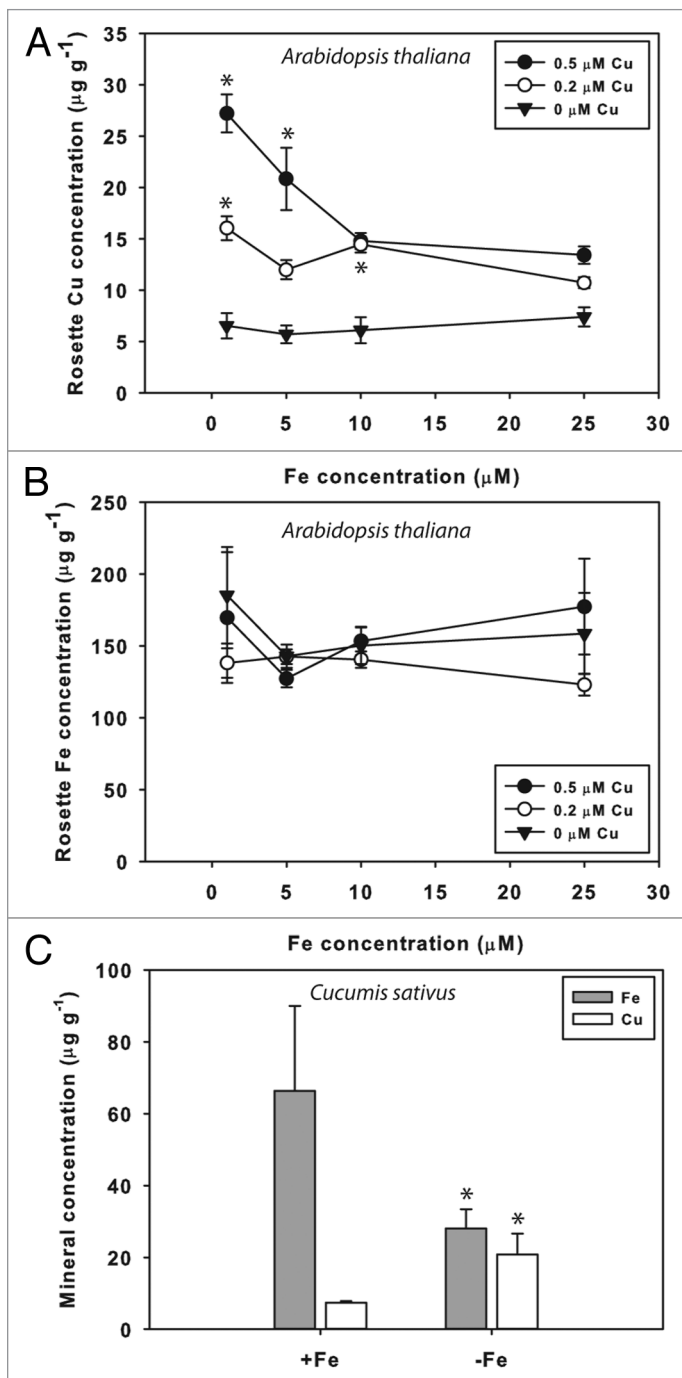 A
Arabidopsis thaliana
0.5 μM Cu
0.2 μM Cu
0 μM Cu
Rosette Cu concentration (μg g⁻¹)
35
30
25
20
15
10
5
0
*
*
*
*
0 5 10 15 20 25 30
Fe concentration (μM)
B
Arabidopsis thaliana
Rosette Fe concentration (μg g⁻¹)
250
200
150
100
50
0
0.5 μM Cu
0.2 μM Cu
0 μM Cu
0 5 10 15 20 25 30
Fe concentration (μM)
C
Cucumis sativus
Fe
Cu
Mineral concentration (μg g⁻¹)
100
80
60
40
20
0
*
*
+Fe -Fe